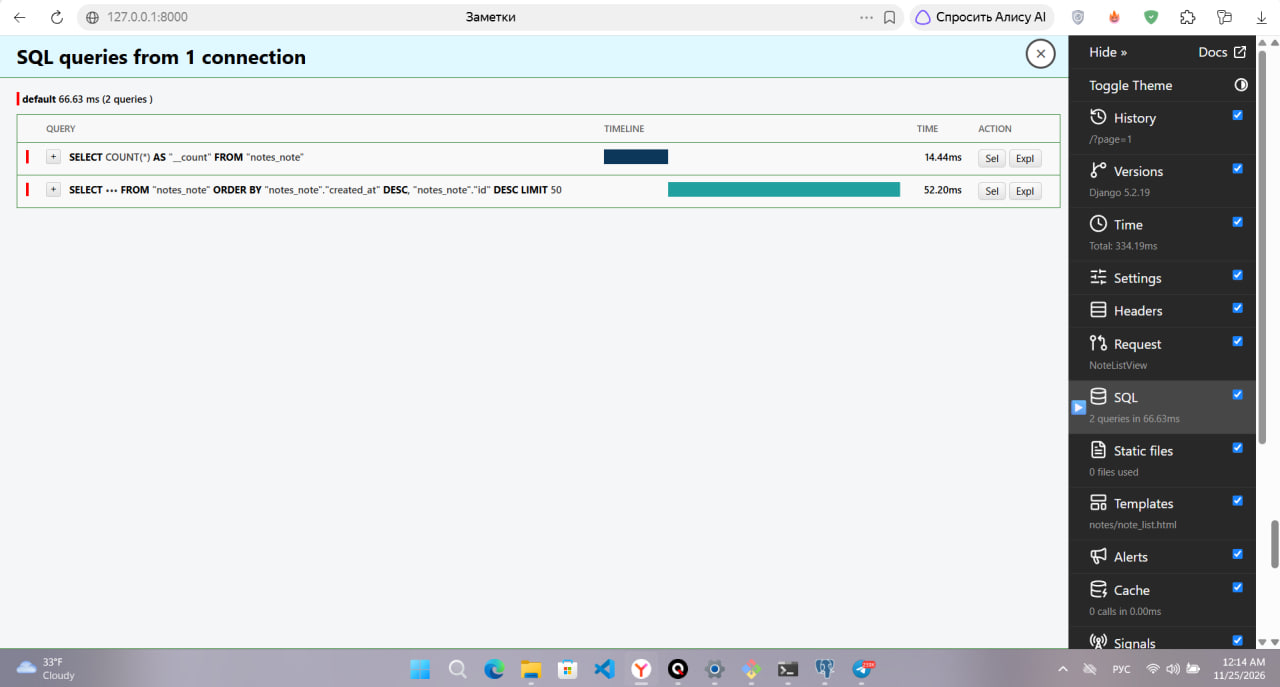 127.0.0.1:8000
Заметки
Спросить Алису AI
SQL queries from 1 connection
default 66.63 ms (2 queries )
QUERY TIMELINE TIME ACTION
+ SELECT COUNT(*) AS "__count" FROM "notes_note" 14.44ms Sel Expl
+ SELECT ••• FROM "notes_note" ORDER BY "notes_note"."created_at" DESC, "notes_note"."id" DESC LIMIT 50 52.20ms Sel Expl
Hide » Docs
Toggle Theme
History
/?page=1
Versions
Django 5.2.19
Time
Total: 334.19ms
Settings
Headers
Request
NoteListView
SQL
2 queries in 66.63ms
Static files
0 files used
Templates
notes/note_list.html
Alerts
Cache
0 calls in 0.00ms
Signals
33°F
Cloudy
РУС
12:14 AM
11/25/2026